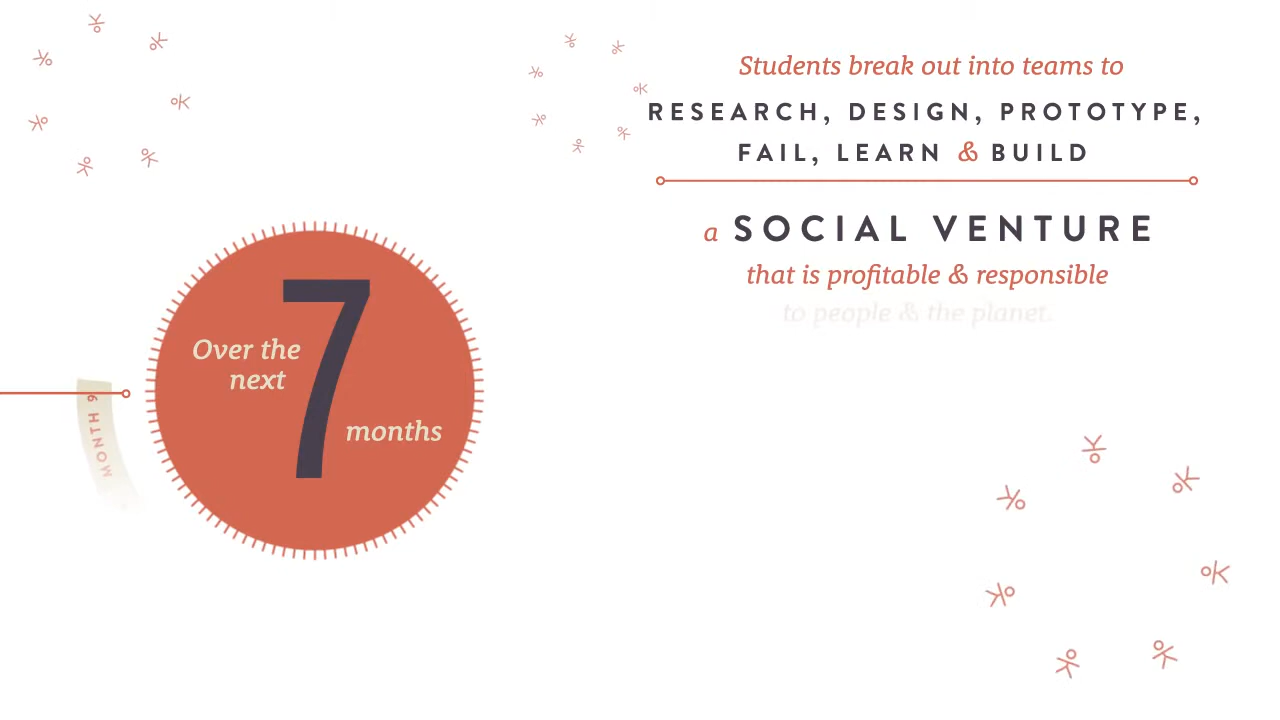 Students break out into teams to
RESEARCH, DESIGN, PROTOTYPE,
FAIL, LEARN & BUILD
a SOCIAL VENTURE
that is profitable & responsible
to people & the planet.
Over the
next
7
months
MONTH 9